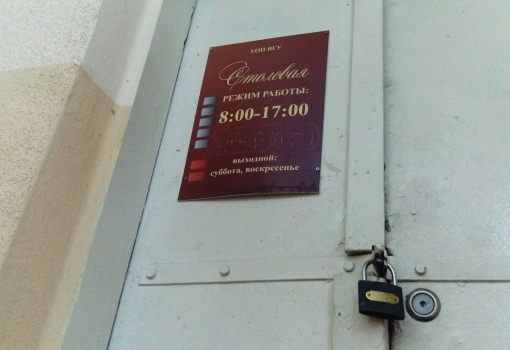 УОП ВГУ
Столовая
РЕЖИМ РАБОТЫ:
8:00-17:00
выходной:
суббота, воскресенье